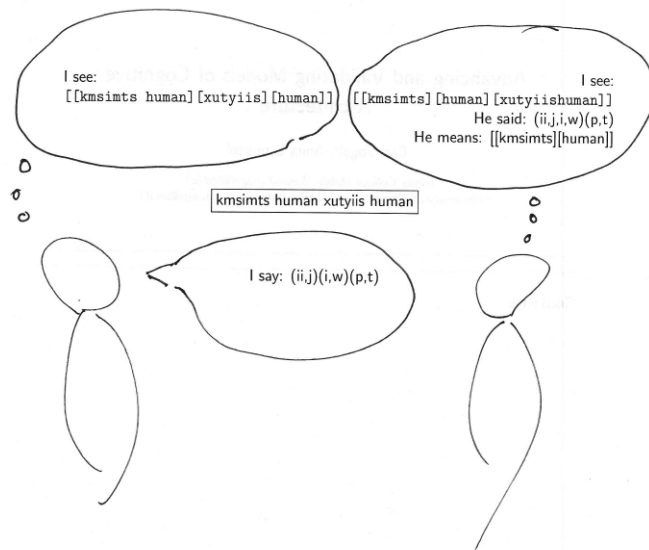 I see:
[[kmsimts human][xutyiis][human]]
I see:
[[kmsimts][human][xutyiishuman]]
He said: (ii,j,i,w)(p,t)
He means: [[kmsimts][human]]
kmsimts human xutyiis human
I say: (ii,j)(i,w)(p,t)